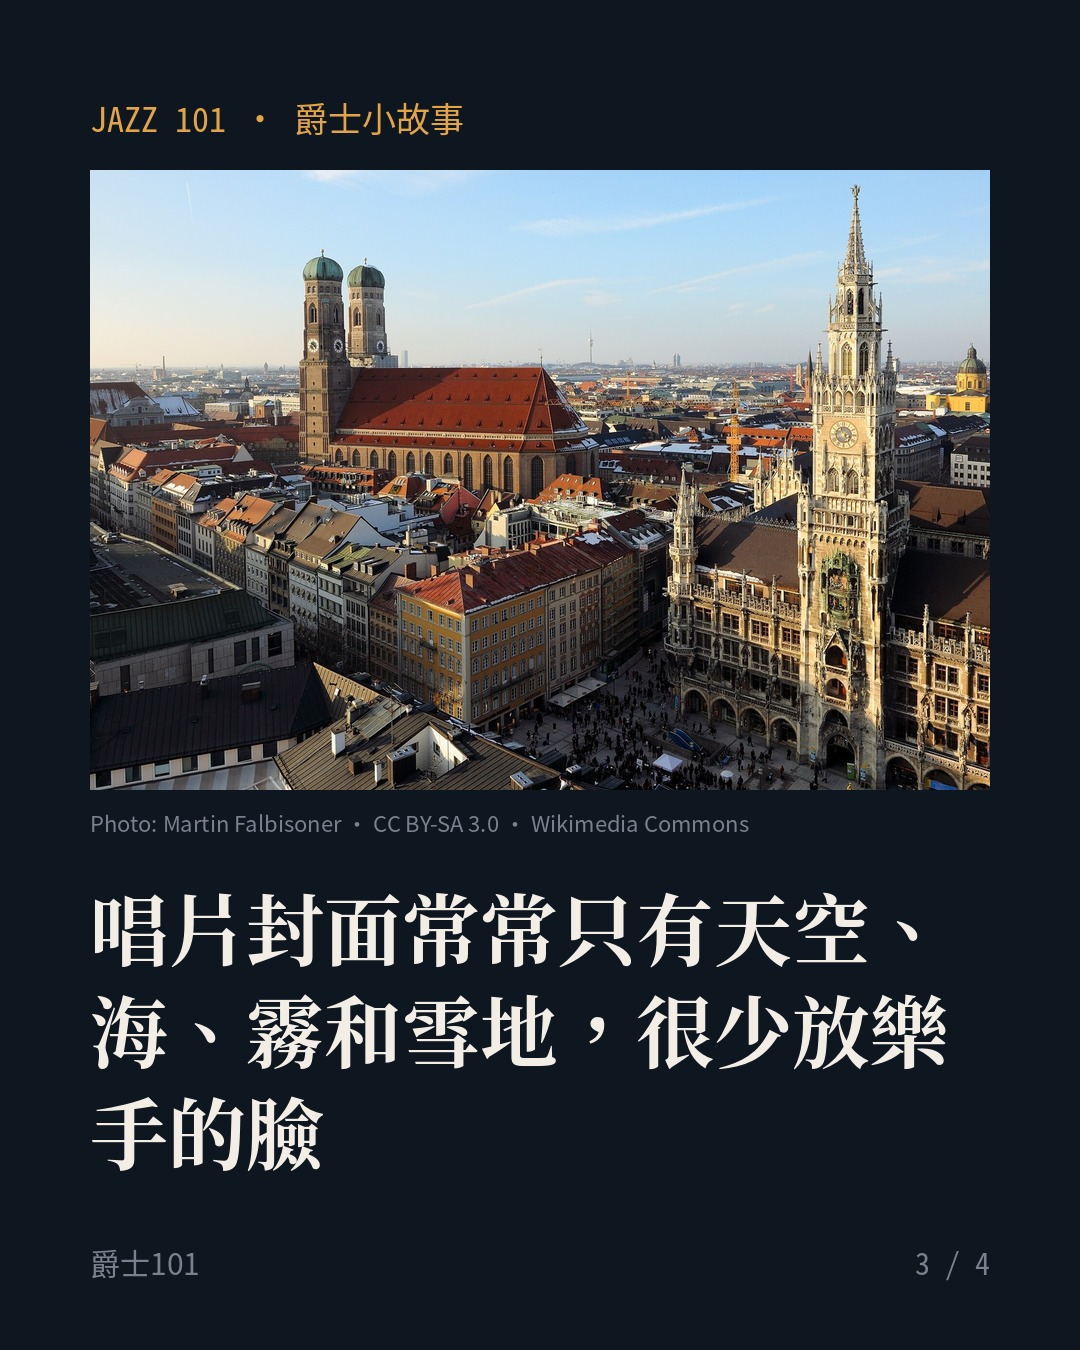 JAZZ 101 · 爵士小故事
Photo: Martin Falbisoner · CC BY-SA 3.0 · Wikimedia Commons
唱片封面常常只有天空、
海、霧和雪地，很少放樂
手的臉
爵士101
3 / 4